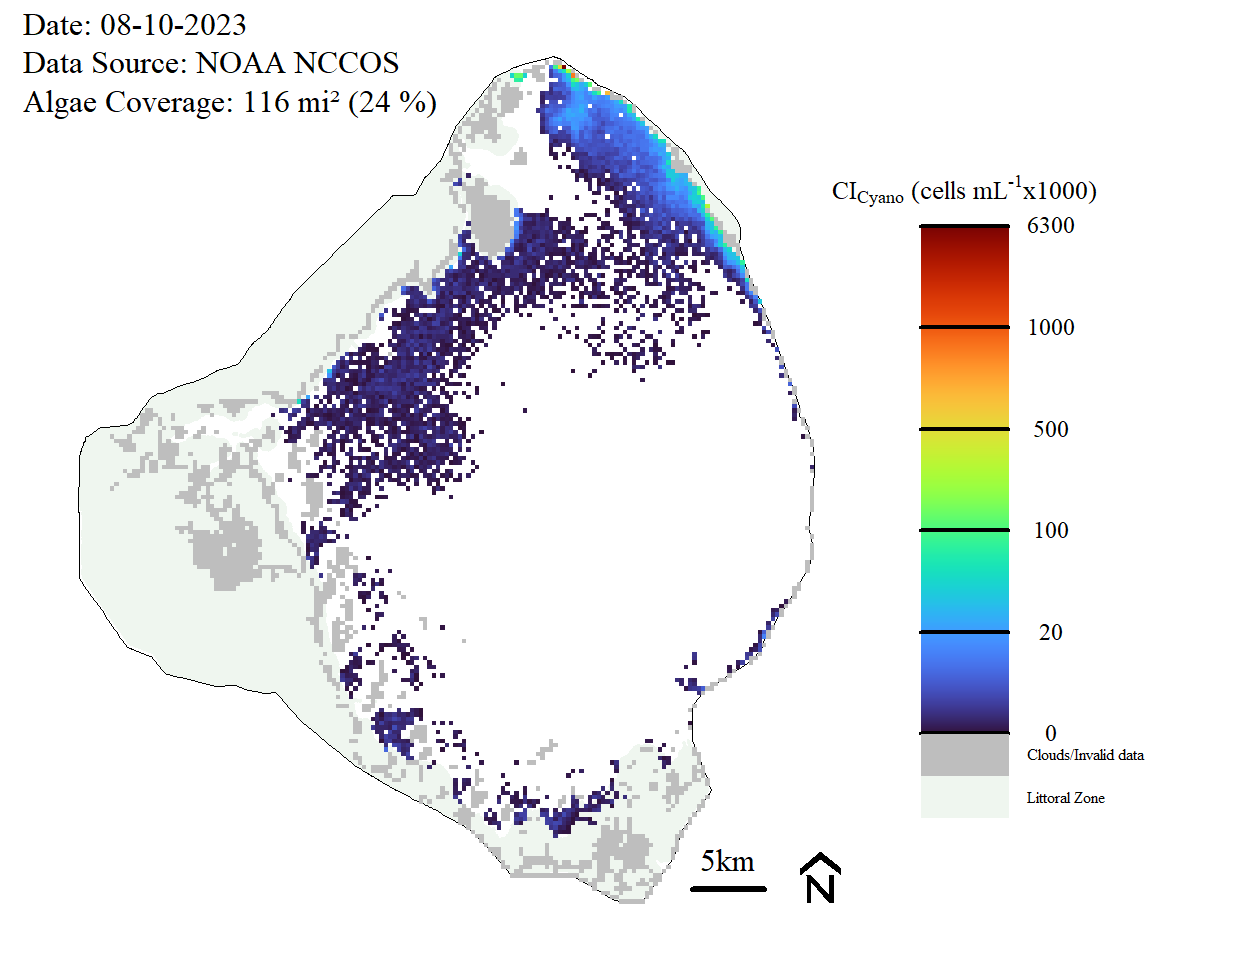 Date: 08-10-2023
Data Source: NOAA NCCOS
Algae Coverage: 116 mi² (24 %)
CICyano (cells mL-1x1000)
6300
1000
500
100
20
0
Clouds/Invalid data
Littoral Zone
5km
N